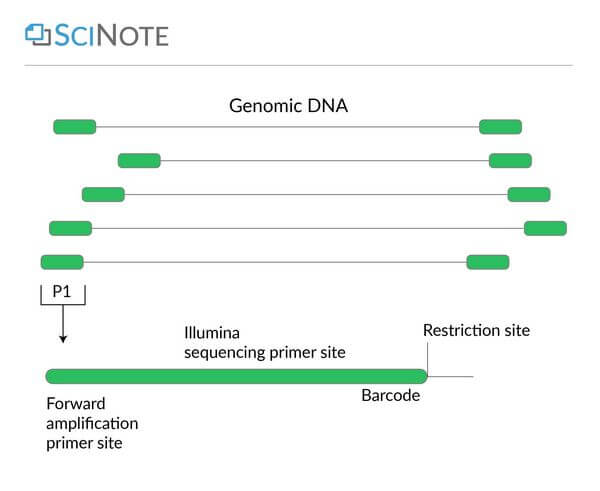 SCINOTE
Genomic DNA
P1
Illumina
sequencing primer site
Restriction site
Barcode
Forward
amplification
primer site